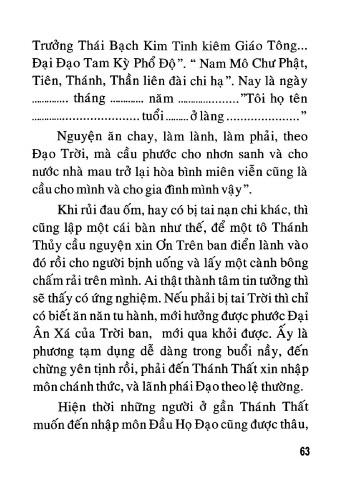 Trưởng Thái Bạch Kim Tinh kiêm Giáo Tông...
Đại Đạo Tam Kỳ Phổ Độ”. “ Nam Mô Chư Phật,
Tiên, Thánh, Thần liên đài chi hạ”. Nay là ngày
............. tháng ............ năm .....................”Tôi họ tên
....................................tuổi.........ở làng .....................”
Nguyện ăn chay, làm lành, làm phải, theo
Đạo Trời, mà cầu phước cho nhơn sanh và cho
nước nhà mau trở lại hòa bình miên viễn cũng là
cầu cho mình và cho gia đình mình vậy”.
Khi rủi đau ốm, hay có bị tai nạn chi khác, thì
cũng lập một cái bàn như thế, để một tô Thánh
Thủy cầu nguyện xin Ơn Trên ban điển lành vào
đó rồi cho người bịnh uống và lấy một cành bông
chấm rải trên mình. Ai thật thành tâm tin tưởng thì
sẽ thấy có ứng nghiệm. Nếu phải bị tai Trời thì chỉ
có biết ăn năn tu hành, mới hưởng được phước Đại
Ân Xá của Trời ban, mới qua khỏi được. Ấy là
phương tạm dụng dễ dàng trong buổi nầy, đến
chừng yên tịnh rồi, phải đến Thánh Thất xin nhập
môn chánh thức, và lãnh phái Đạo theo lệ thường.
Hiện thời những người ở gần Thánh Thất
muốn đến nhập môn Đầu Họ Đạo cũng được thâu,
63